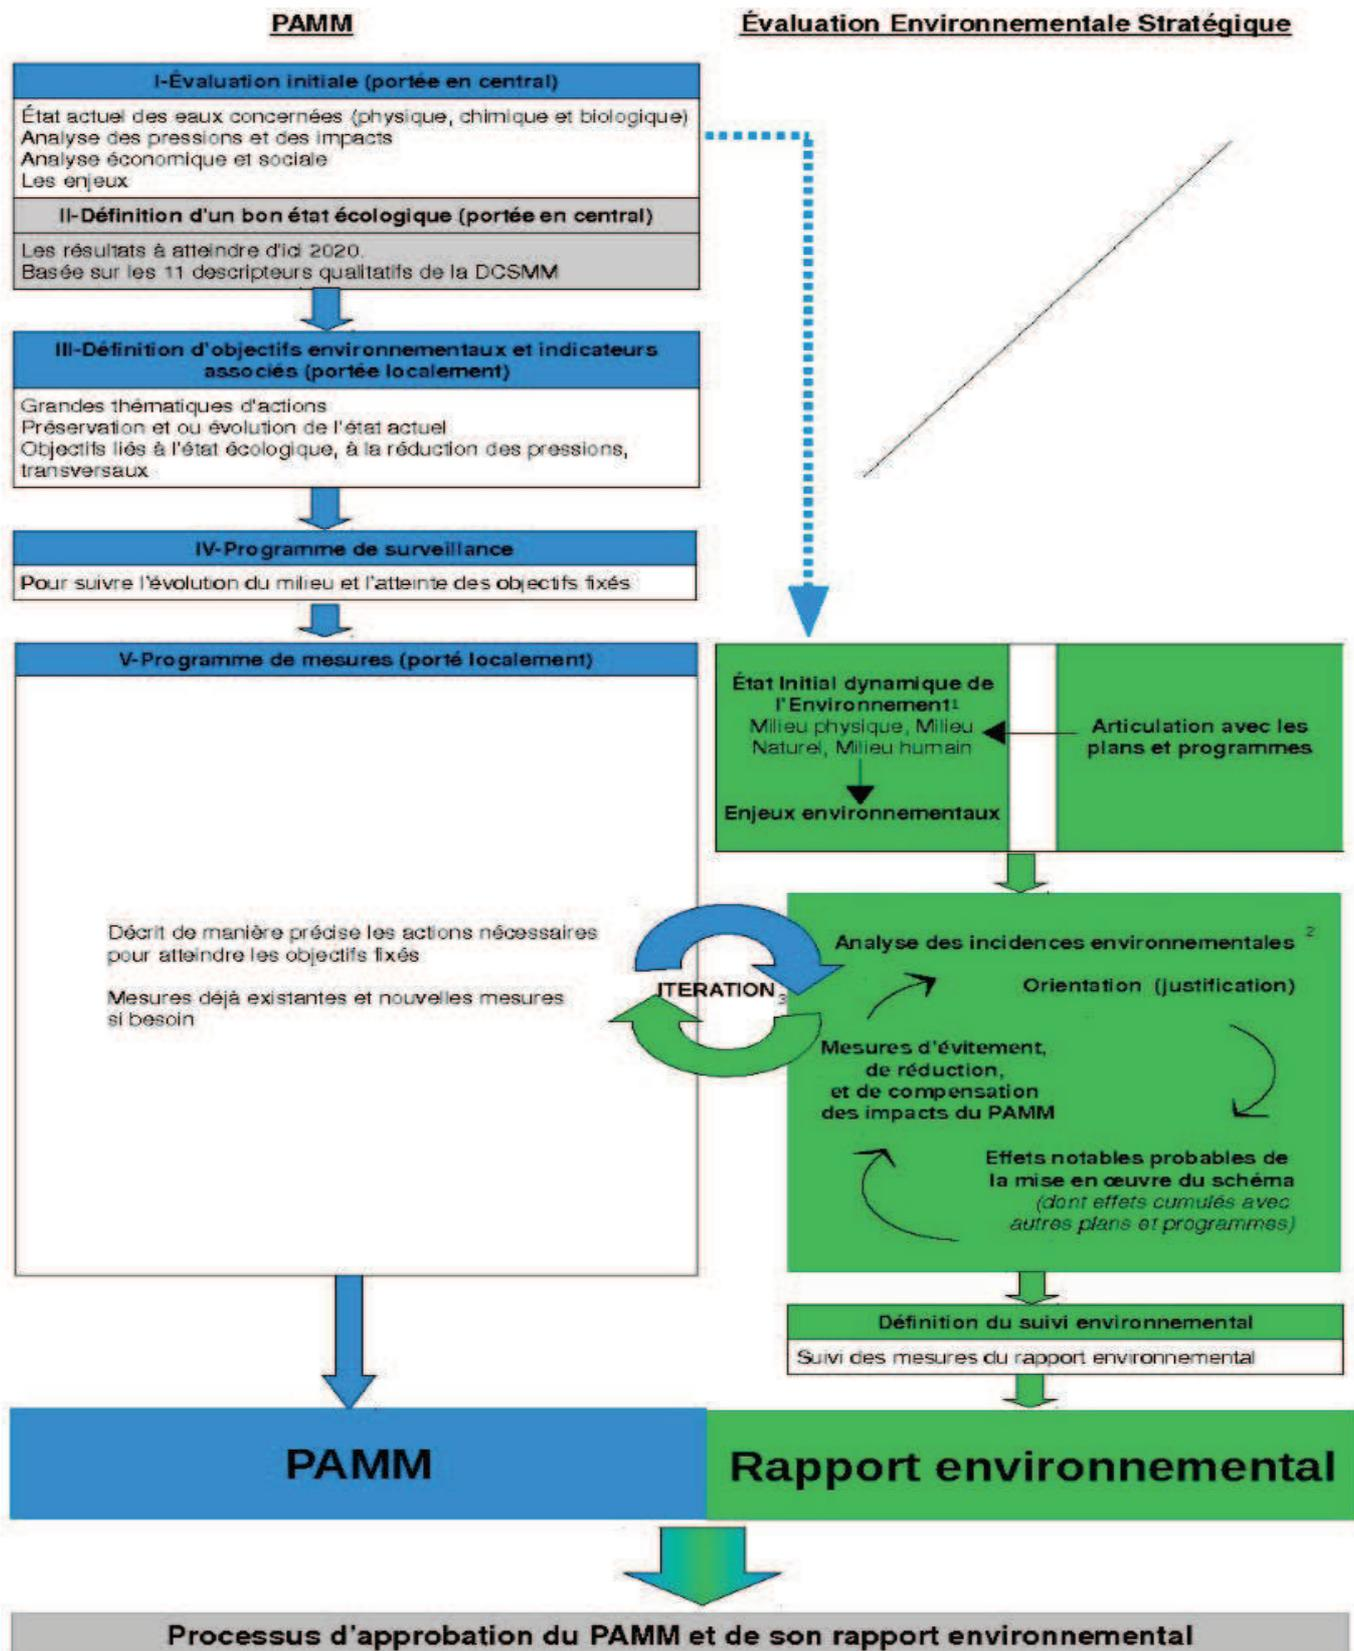 PAMM
Évaluation Environnementale Stratégique
I-Évaluation initiale (portée en central)
État actuel des eaux concernées (physique, chimique et biologique)
Analyse des pressions et des impacts
Analyse économique et sociale
Les enjeux
II-Définition d'un bon état écologique (portée en central)
Les résultats à atteindre d'ici 2020.
Basée sur les 11 descripteurs qualitatifs de la DCSMM
III-Définition d'objectifs environnementaux et indicateurs
associés (portée localement)
Grandes thématiques d'actions
Préservation et ou évolution de l'état actuel
Objectifs liés à l'état écologique, à la réduction des pressions,
transversaux
IV-Programme de surveillance
Pour suivre l'évolution du milieu et l'atteinte des objectifs fixés
V-Programme de mesures (porté localement)
Décrit de manière précise les actions nécessaires
pour atteindre les objectifs fixés
Mesures déjà existantes et nouvelles mesures
si besoin
État Initial dynamique de
l'Environnement1
Milieu physique, Milieu
Naturel, Milieu humain
Enjeux environnementaux
Articulation avec les
plans et programmes
ITERATION3
Analyse des incidences environnementales 2
Orientation (justification)
Mesures d'évitement,
de réduction,
et de compensation
des impacts du PAMM
Effets notables probables de
la mise en œuvre du schéma
(dont effets cumulés avec
autres plans et programmes)
Définition du suivi environnemental
Suivi des mesures du rapport environnemental
PAMM
Rapport environnemental
Processus d'approbation du PAMM et de son rapport environnemental